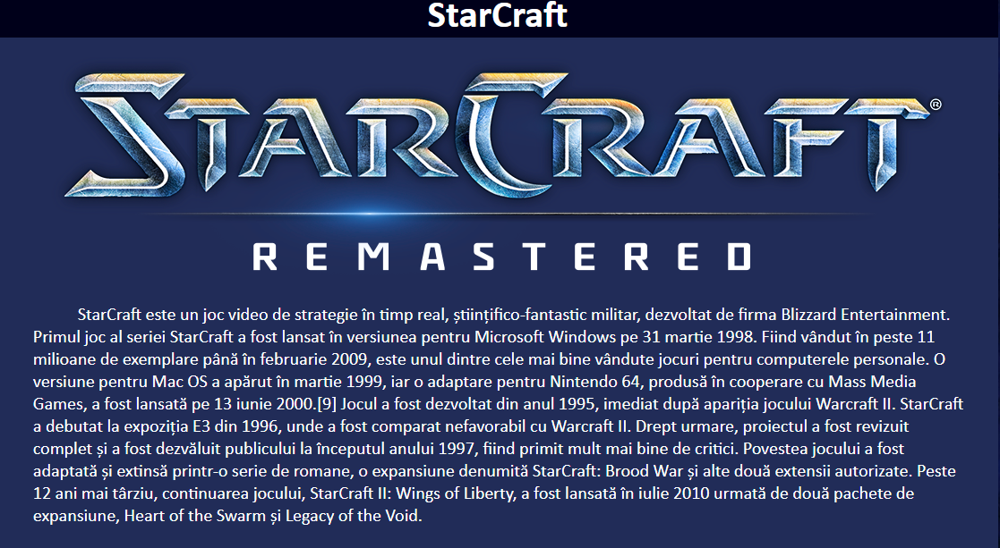 StarCraft
STARCRAFT®
REMASTERED
StarCraft este un joc video de strategie în timp real, științifico-fantastic militar, dezvoltat de firma Blizzard Entertainment.
Primul joc al seriei StarCraft a fost lansat în versiunea pentru Microsoft Windows pe 31 martie 1998. Fiind vândut în peste 11
milioane de exemplare până în februarie 2009, este unul dintre cele mai bine vândute jocuri pentru computerele personale. O
versiune pentru Mac OS a apărut în martie 1999, iar o adaptare pentru Nintendo 64, produsă în cooperare cu Mass Media
Games, a fost lansată pe 13 iunie 2000.[9] Jocul a fost dezvoltat din anul 1995, imediat după apariția jocului Warcraft II. StarCraft
a debutat la expoziția E3 din 1996, unde a fost comparat nefavorabil cu Warcraft II. Drept urmare, proiectul a fost revizuit
complet și a fost dezvăluit publicului la începutul anului 1997, fiind primit mult mai bine de critici. Povestea jocului a fost
adaptată și extinsă printr-o serie de romane, o expansiune denumită StarCraft: Brood War și alte două extensii autorizate. Peste
12 ani mai târziu, continuarea jocului, StarCraft II: Wings of Liberty, a fost lansată în iulie 2010 urmată de două pachete de
expansiune, Heart of the Swarm și Legacy of the Void.